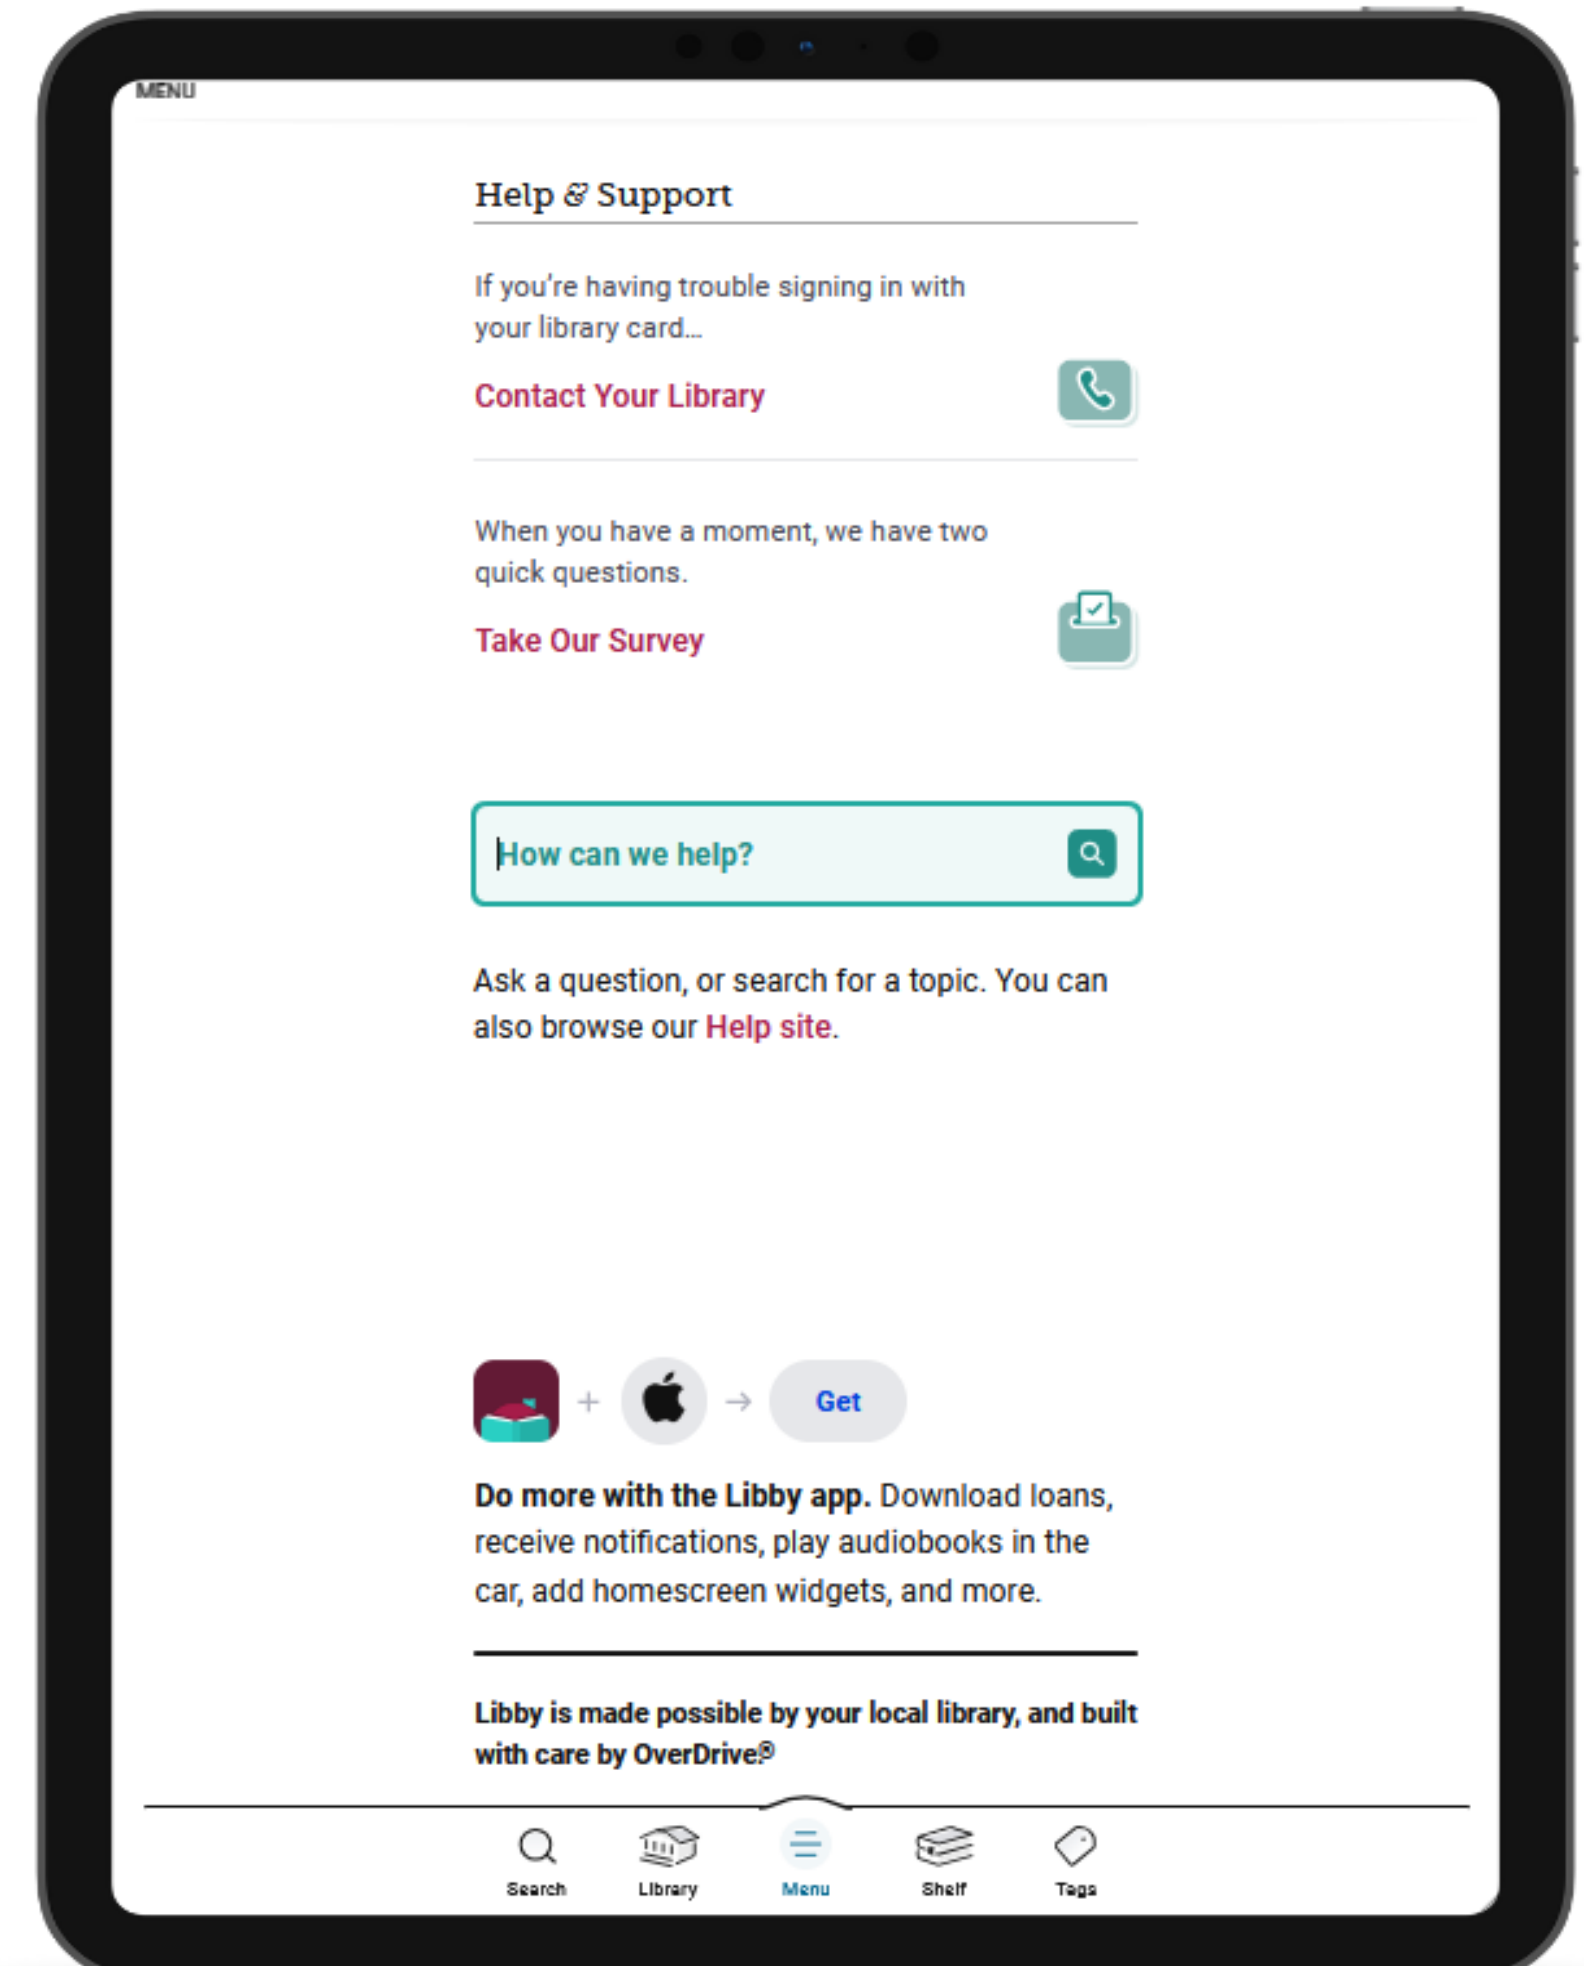 MENU
Help & Support
If you're having trouble signing in with
your library card...
Contact Your Library
When you have a moment, we have two
quick questions.
Take Our Survey
How can we help?
Ask a question, or search for a topic. You can
also browse our Help site.
+ → Get
Do more with the Libby app. Download loans,
receive notifications, play audiobooks in the
car, add homescreen widgets, and more.
Libby is made possible by your local library, and built
with care by OverDrive®
Search Library Menu Shelf Tags